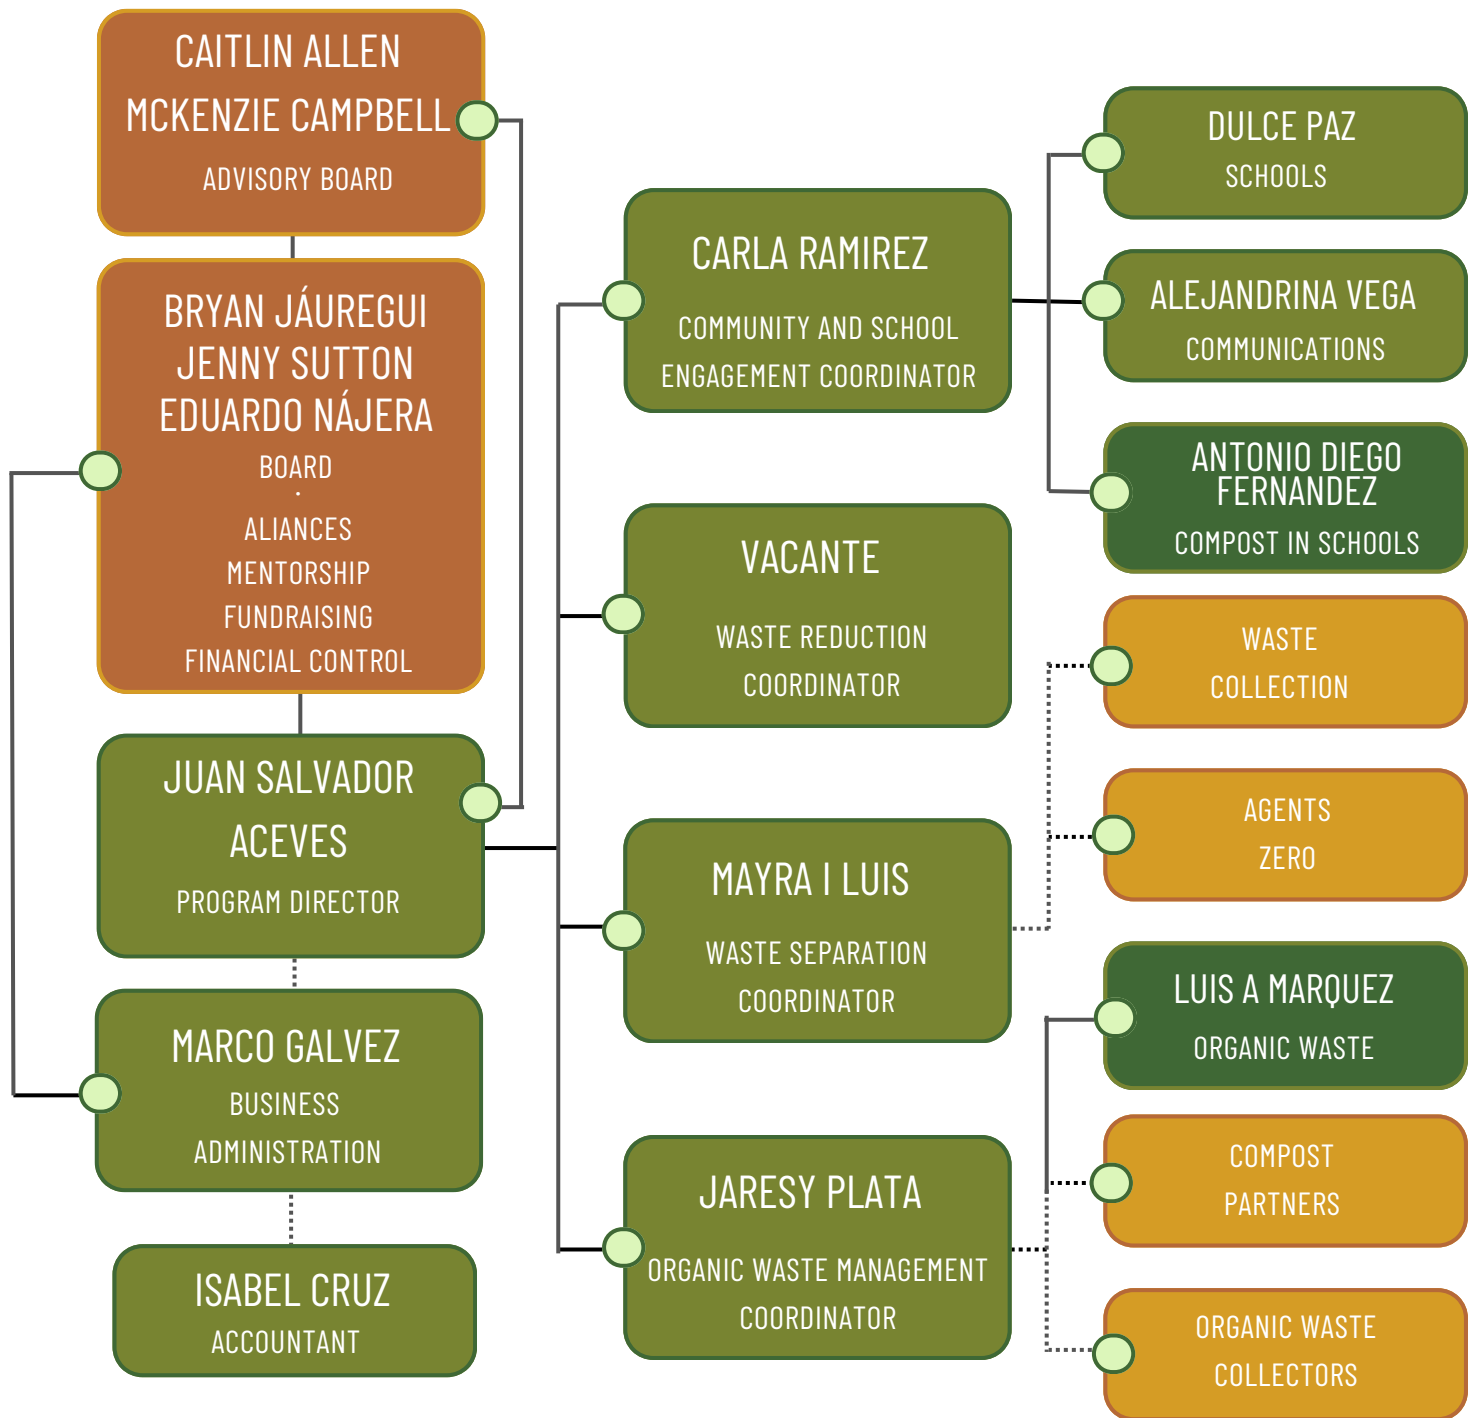 CAITLIN ALLEN
MCKENZIE CAMPBELL
ADVISORY BOARD
BRYAN JÁUREGUI
JENNY SUTTON
EDUARDO NÁJERA
BOARD
.
ALIANCES
MENTORSHIP
FUNDRAISING
FINANCIAL CONTROL
JUAN SALVADOR
ACEVES
PROGRAM DIRECTOR
MARCO GALVEZ
BUSINESS
ADMINISTRATION
ISABEL CRUZ
ACCOUNTANT
CARLA RAMIREZ
COMMUNITY AND SCHOOL
ENGAGEMENT COORDINATOR
VACANTE
WASTE REDUCTION
COORDINATOR
MAYRA I LUIS
WASTE SEPARATION
COORDINATOR
JARESY PLATA
ORGANIC WASTE MANAGEMENT
COORDINATOR
DULCE PAZ
SCHOOLS
ALEJANDRINA VEGA
COMMUNICATIONS
ANTONIO DIEGO
FERNANDEZ
COMPOST IN SCHOOLS
WASTE
COLLECTION
AGENTS
ZERO
LUIS A MARQUEZ
ORGANIC WASTE
COMPOST
PARTNERS
ORGANIC WASTE
COLLECTORS